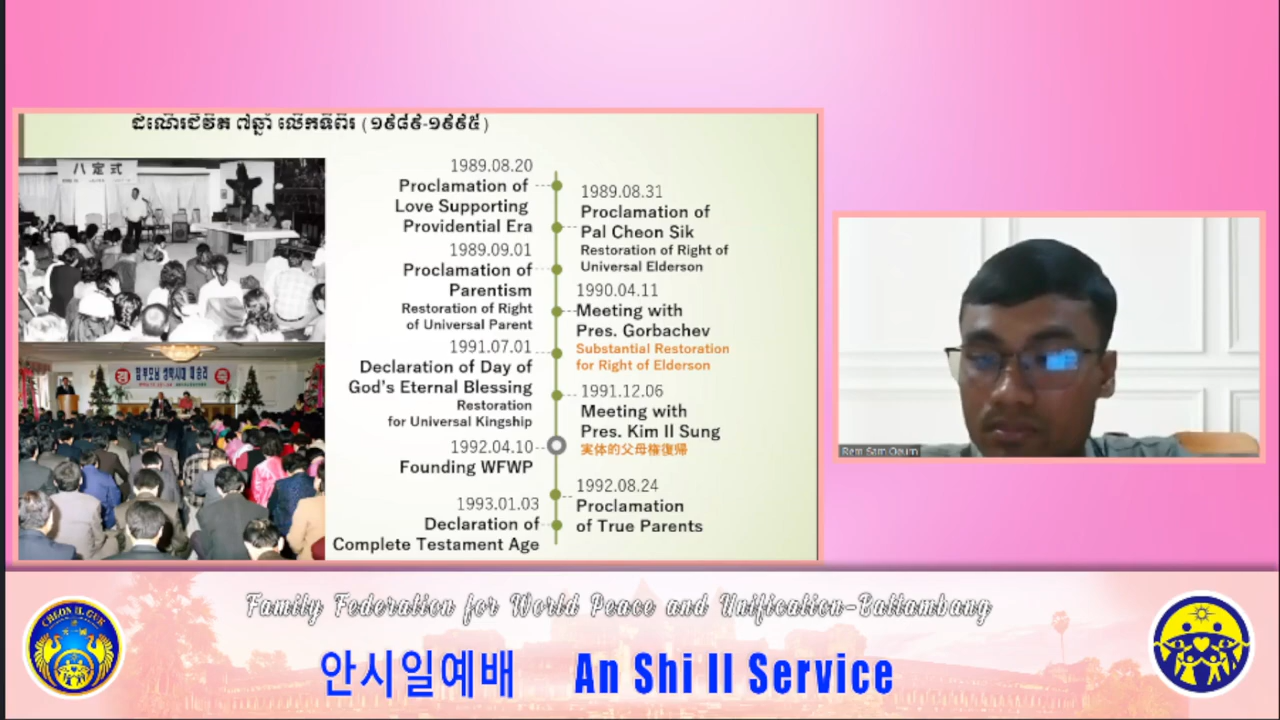 ដំណើរជីវិត ៧ឆ្នាំ លើកទីពីរ (១៩៨៩-១៩៩៥)
八定式
1989.08.20
Proclamation of
Love Supporting
Providential Era
1989.08.31
Proclamation of
Pal Cheon Sik
Restoration of Right of
Universal Elderson
1989.09.01
Proclamation of
Parentism
Restoration of Right
of Universal Parent
1990.04.11
Meeting with
Pres. Gorbachev
Substantial Restoration
for Right of Elderson
1991.07.01
Declaration of Day of
God's Eternal Blessing
Restoration
for Universal Kingship
1991.12.06
Meeting with
Pres. Kim Il Sung
実体的父母権復帰
1992.04.10
Founding WFWP
1992.08.24
Proclamation
of True Parents
1993.01.03
Declaration of
Complete Testament Age
Rem Sam Oeurn
Family Federation for World Peace and Unification-Battambang
CHEON IL GUK
안시일예배 An Shi Il Service